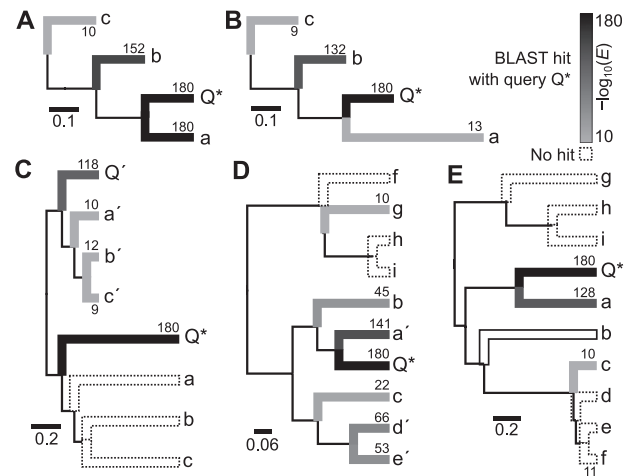 A
c
10
152
b
180
Q*
180
a
0.1
B
c
9
132
b
180
Q*
13
a
0.1
BLAST hit
with query Q*
180
−log10(E)
10
No hit
C
118
Q´
10
a´
12
b´
c´
9
180
Q*
a
b
c
0.2
D
f
10
g
h
i
45
b
141
a´
180
Q*
22
c
66
d´
53
e´
0.06
E
g
h
i
180
Q*
128
a
b
10
c
d
e
f
11
0.2